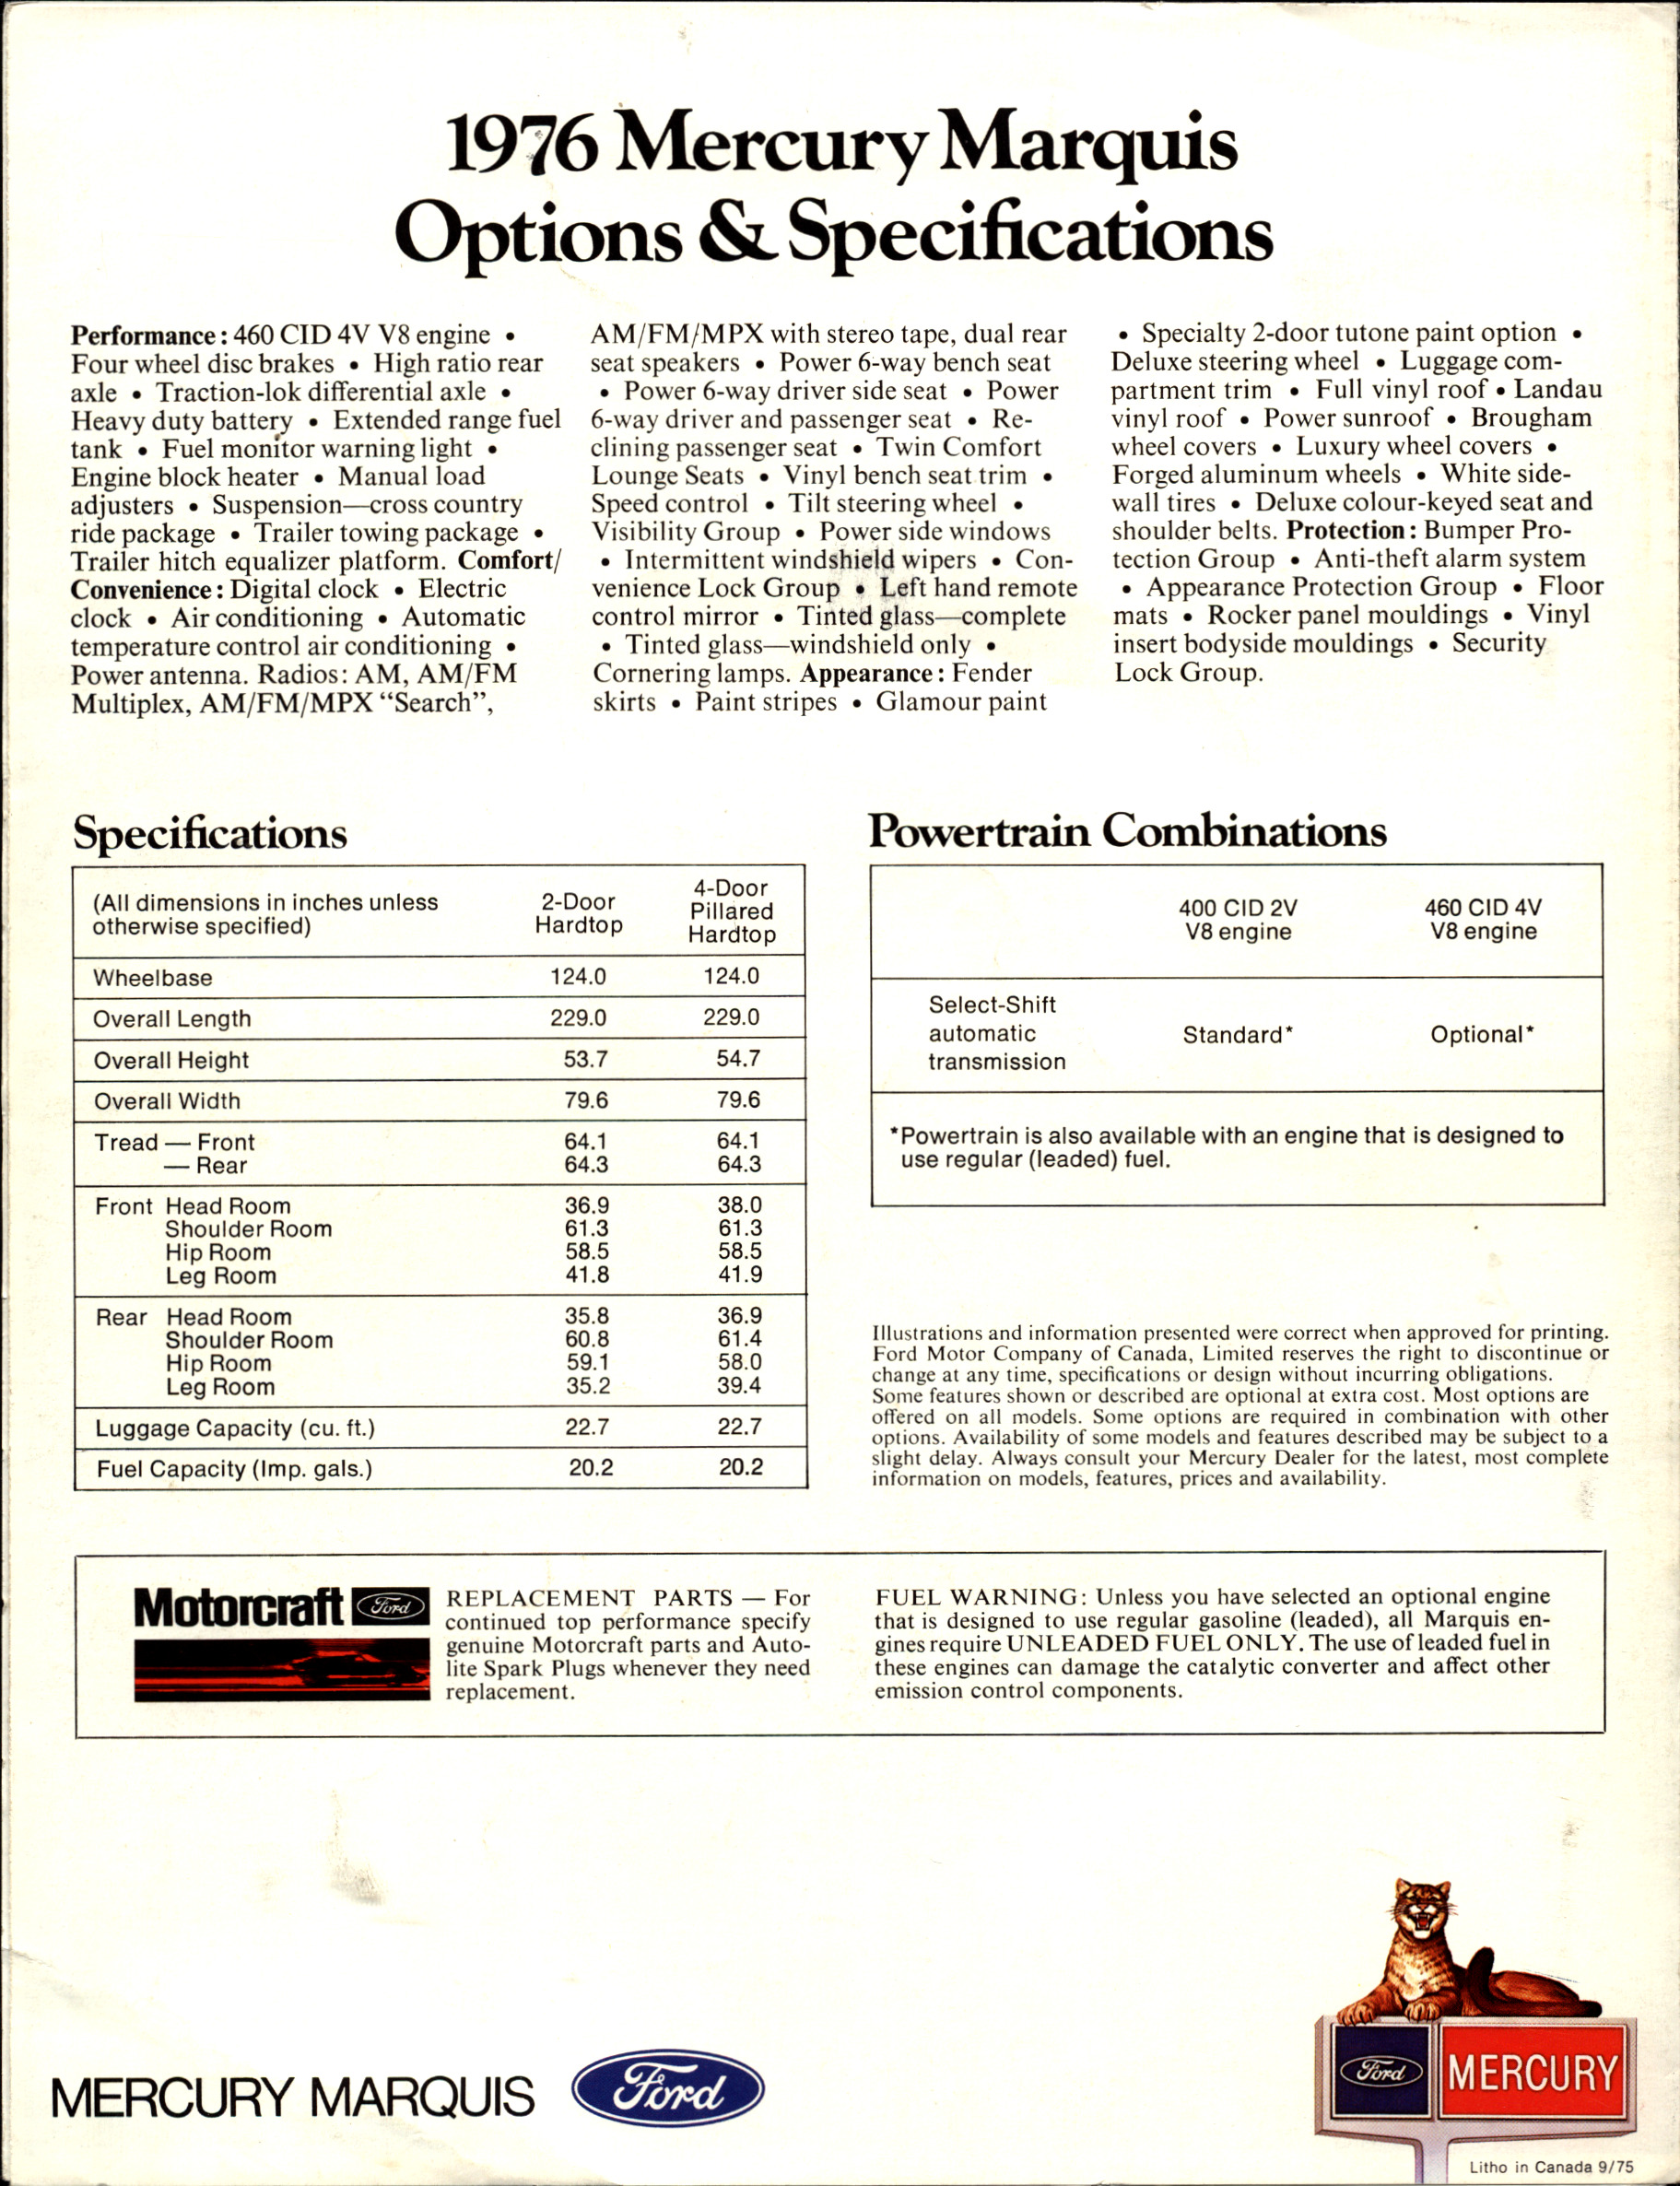 1976 Mercury Marquis
Options & Specifications
Performance: 460 CID 4V V8 engine •
Four wheel disc brakes • High ratio rear
axle • Traction-lok differential axle •
Heavy duty battery • Extended range fuel
tank • Fuel monitor warning light •
Engine block heater • Manual load
adjusters • Suspension—cross country
ride package • Trailer towing package •
Trailer hitch equalizer platform. Comfort/
Convenience: Digital clock • Electric
clock • Air conditioning • Automatic
temperature control air conditioning •
Power antenna. Radios: AM, AM/FM
Multiplex, AM/FM/MPX “Search”,
AM/FM/MPX with stereo tape, dual rear
seat speakers • Power 6-way bench seat
• Power 6-way driver side seat • Power
6-way driver and passenger seat • Re-
clining passenger seat • Twin Comfort
Lounge Seats • Vinyl bench seat trim •
Speed control • Tilt steering wheel •
Visibility Group • Power side windows
• Intermittent windshield wipers • Con-
venience Lock Group • Left hand remote
control mirror • Tinted glass—complete
• Tinted glass—windshield only •
Cornering lamps. Appearance: Fender
skirts • Paint stripes • Glamour paint
• Specialty 2-door tutone paint option •
Deluxe steering wheel • Luggage com-
partment trim • Full vinyl roof • Landau
vinyl roof • Power sunroof • Brougham
wheel covers • Luxury wheel covers •
Forged aluminum wheels • White side-
wall tires • Deluxe colour-keyed seat and
shoulder belts. Protection: Bumper Pro-
tection Group • Anti-theft alarm system
• Appearance Protection Group • Floor
mats • Rocker panel mouldings • Vinyl
insert bodyside mouldings • Security
Lock Group.
Specifications
(All dimensions in inches unless otherwise specified) 2-Door Hardtop 4-Door Pillared Hardtop
Wheelbase 124.0 124.0
Overall Length 229.0 229.0
Overall Height 53.7 54.7
Overall Width 79.6 79.6
Tread — Front 64.1 64.1
— Rear 64.3 64.3
Front Head Room 36.9 38.0
Shoulder Room 61.3 61.3
Hip Room 58.5 58.5
Leg Room 41.8 41.9
Rear Head Room 35.8 36.9
Shoulder Room 60.8 61.4
Hip Room 59.1 58.0
Leg Room 35.2 39.4
Luggage Capacity (cu. ft.) 22.7 22.7
Fuel Capacity (Imp. gals.) 20.2 20.2
Powertrain Combinations
400 CID 2V V8 engine 460 CID 4V V8 engine
Select-Shift automatic transmission Standard* Optional*
*Powertrain is also available with an engine that is designed to
use regular (leaded) fuel.
Illustrations and information presented were correct when approved for printing.
Ford Motor Company of Canada, Limited reserves the right to discontinue or
change at any time, specifications or design without incurring obligations.
Some features shown or described are optional at extra cost. Most options are
offered on all models. Some options are required in combination with other
options. Availability of some models and features described may be subject to a
slight delay. Always consult your Mercury Dealer for the latest, most complete
information on models, features, prices and availability.
Motorcraft Ford
REPLACEMENT PARTS — For
continued top performance specify
genuine Motorcraft parts and Auto-
lite Spark Plugs whenever they need
replacement.
FUEL WARNING: Unless you have selected an optional engine
that is designed to use regular gasoline (leaded), all Marquis en-
gines require UNLEADED FUEL ONLY. The use of leaded fuel in
these engines can damage the catalytic converter and affect other
emission control components.
MERCURY MARQUIS Ford
Ford MERCURY
Litho in Canada 9/75